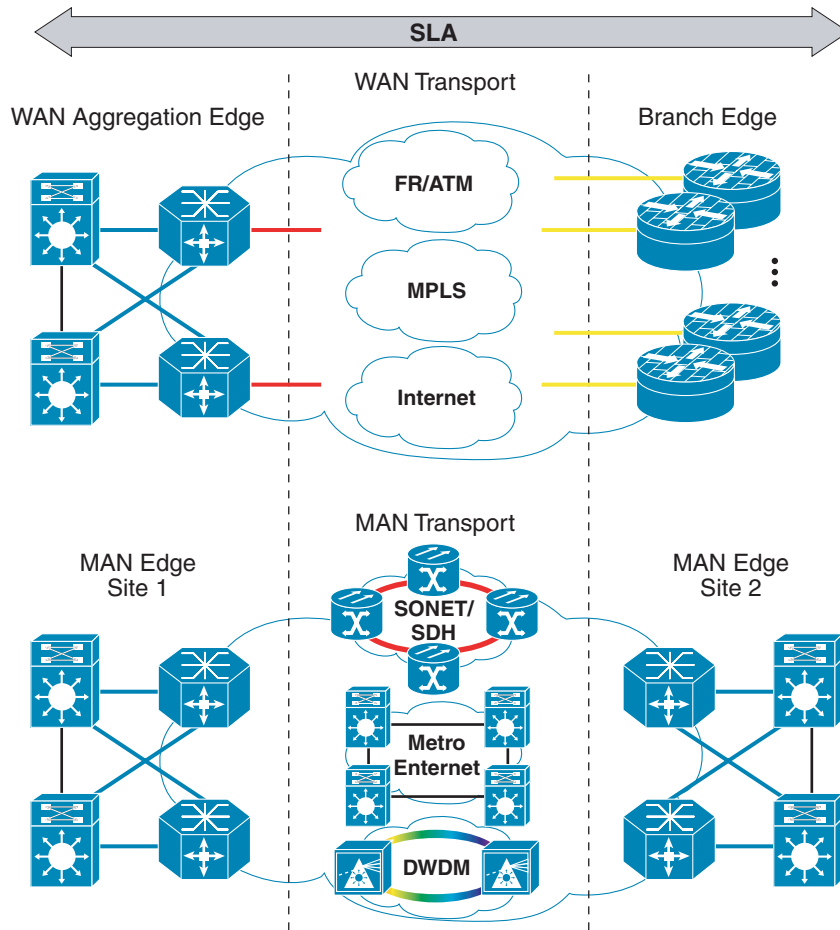 SLA
WAN Transport
WAN Aggregation Edge
Branch Edge
FR/ATM
MPLS
Internet
MAN Transport
MAN Edge
Site 1
MAN Edge
Site 2
SONET/
SDH
Metro
Enternet
DWDM